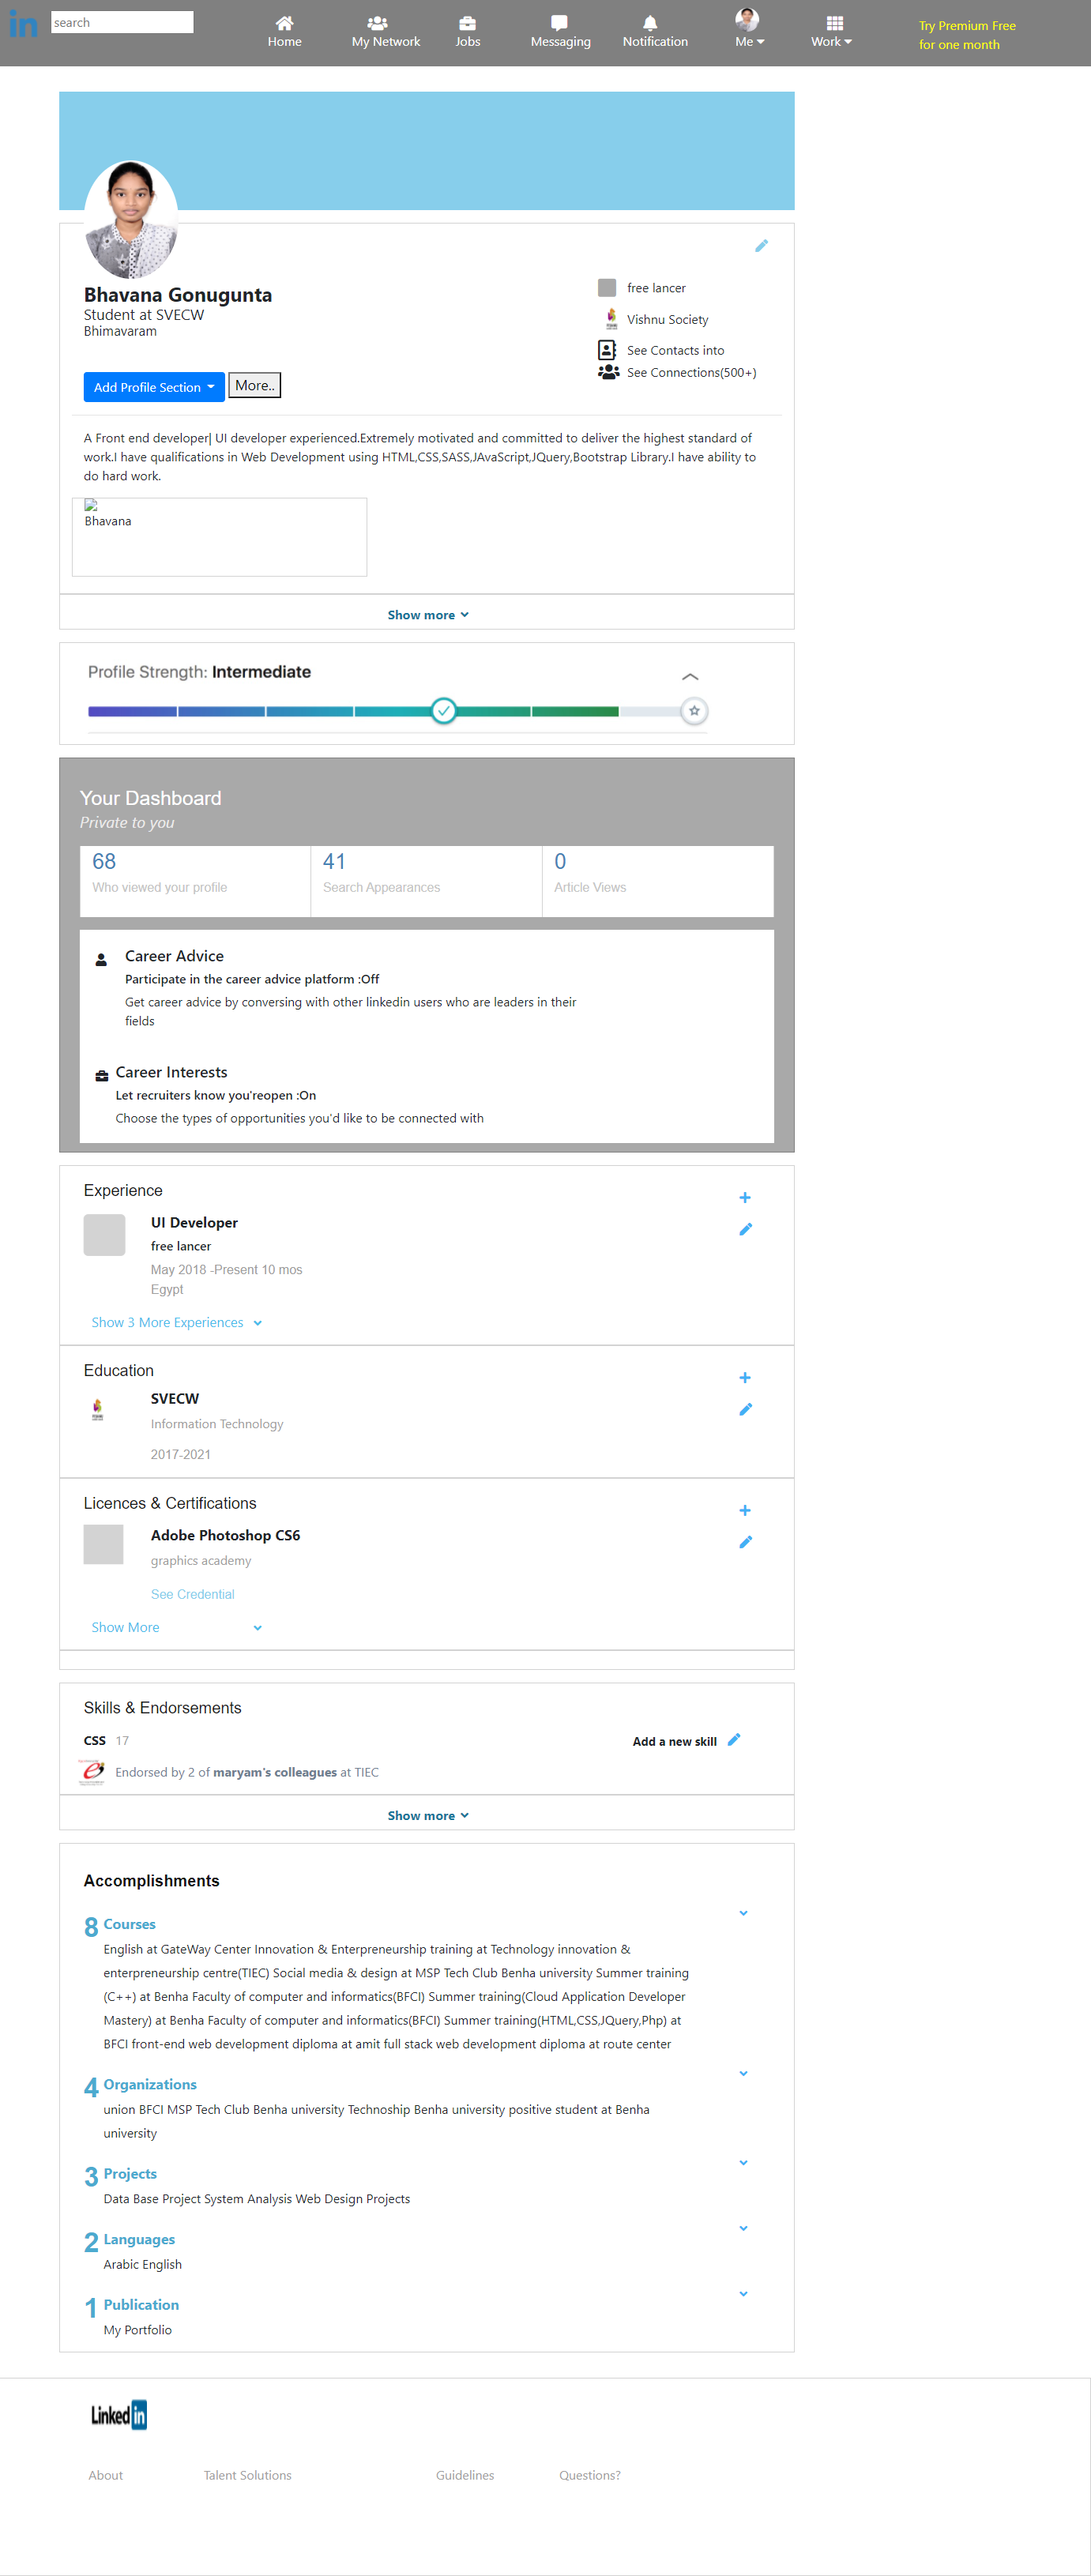 in
search
Home
My Network
Jobs
Messaging
Notification
Me
Work
Try Premium Free
for one month
Bhavana Gonugunta
Student at SVECW
Bhimavaram
free lancer
Vishnu Society
See Contacts into
See Connections(500+)
Add Profile Section
More..
A Front end developer| UI developer experienced.Extremely motivated and committed to deliver the highest standard of
work.I have qualifications in Web Development using HTML,CSS,SASS,JAvaScript,JQuery,Bootstrap Library.I have ability to
do hard work.
Bhavana
Show more
Profile Strength: Intermediate
Your Dashboard
Private to you
68
Who viewed your profile
41
Search Appearances
0
Article Views
Career Advice
Participate in the career advice platform :Off
Get career advice by conversing with other linkedin users who are leaders in their
fields
Career Interests
Let recruiters know you'reopen :On
Choose the types of opportunities you'd like to be connected with
Experience
UI Developer
free lancer
May 2018 -Present 10 mos
Egypt
Show 3 More Experiences
Education
SVECW
Information Technology
2017-2021
Licences & Certifications
Adobe Photoshop CS6
graphics academy
See Credential
Show More
Skills & Endorsements
CSS 17
Add a new skill
Endorsed by 2 of maryam's colleagues at TIEC
Show more
Accomplishments
8 Courses
English at GateWay Center Innovation & Enterpreneurship training at Technology innovation &
enterpreneurship centre(TIEC) Social media & design at MSP Tech Club Benha university Summer training
(C++) at Benha Faculty of computer and informatics(BFCI) Summer training(Cloud Application Developer
Mastery) at Benha Faculty of computer and informatics(BFCI) Summer training(HTML,CSS,JQuery,Php) at
BFCI front-end web development diploma at amit full stack web development diploma at route center
4 Organizations
union BFCI MSP Tech Club Benha university Technoship Benha university positive student at Benha
university
3 Projects
Data Base Project System Analysis Web Design Projects
2 Languages
Arabic English
1 Publication
My Portfolio
Linked in
About
Talent Solutions
Guidelines
Questions?